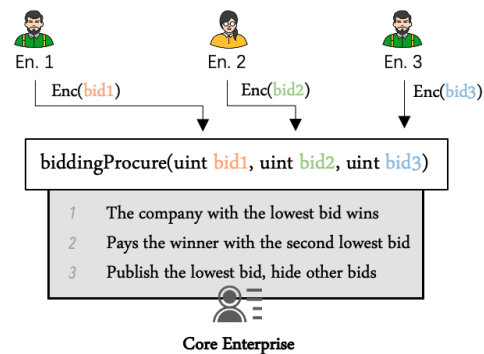 En. 1 En. 2 En. 3
Enc(bid1) Enc(bid2) Enc(bid3)
biddingProcure(uint bid1, uint bid2, uint bid3)
1 The company with the lowest bid wins
2 Pays the winner with the second lowest bid
3 Publish the lowest bid, hide other bids
Core Enterprise